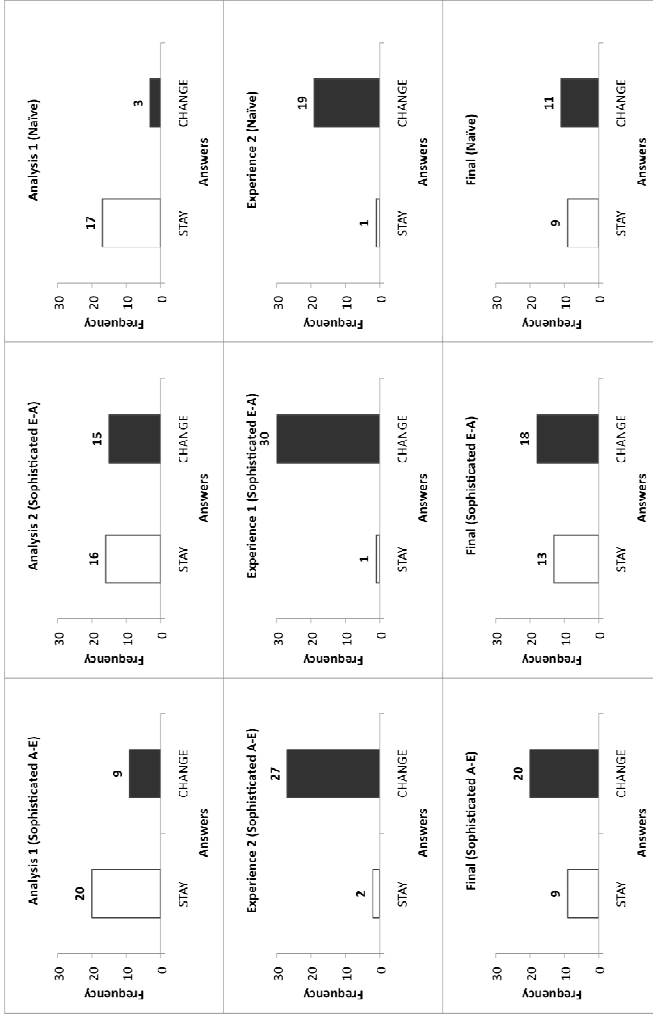 Analysis 1 (Sophisticated A-E)
Frequency
30
20
10
0
20
9
STAY
CHANGE
Answers
Analysis 2 (Sophisticated E-A)
Frequency
30
20
10
0
16
15
STAY
CHANGE
Answers
Analysis 1 (Naïve)
Frequency
30
20
10
0
17
3
STAY
CHANGE
Answers
Experience 2 (Sophisticated A-E)
Frequency
30
20
10
0
2
27
STAY
CHANGE
Answers
Experience 1 (Sophisticated E-A)
Frequency
30
20
10
0
1
30
STAY
CHANGE
Answers
Experience 2 (Naïve)
Frequency
30
20
10
0
1
19
STAY
CHANGE
Answers
Final (Sophisticated A-E)
Frequency
30
20
10
0
9
20
STAY
CHANGE
Answers
Final (Sophisticated E-A)
Frequency
30
20
10
0
13
18
STAY
CHANGE
Answers
Final (Naïve)
Frequency
30
20
10
0
9
11
STAY
CHANGE
Answers